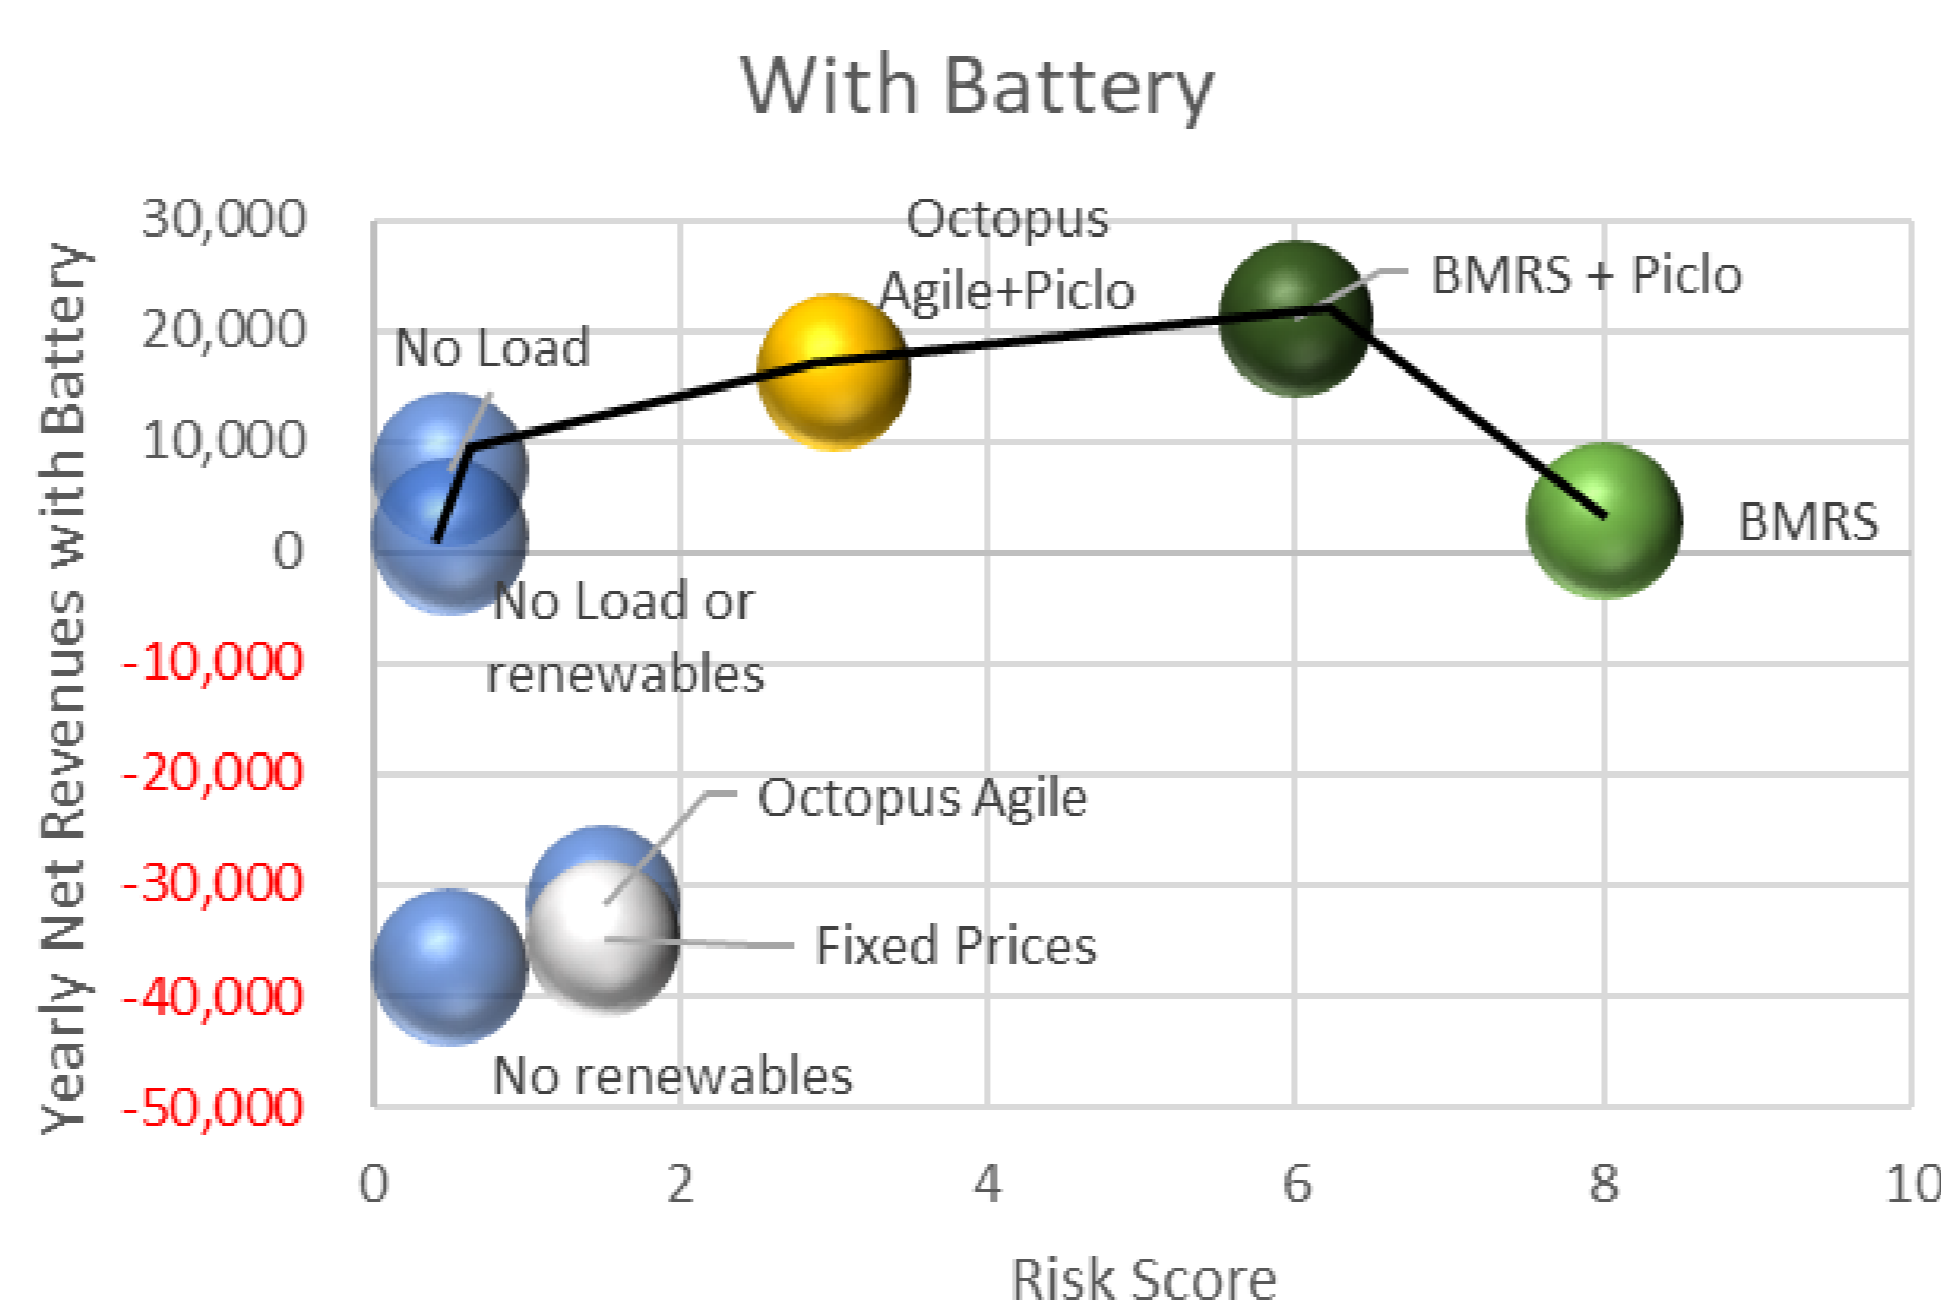 With Battery
Yearly Net Revenues with Battery
30,000
20,000
10,000
0
-10,000
-20,000
-30,000
-40,000
-50,000
No Load
Octopus
Agile+Piclo
BMRS + Piclo
BMRS
No Load or
renewables
Octopus Agile
Fixed Prices
No renewables
0
2
4
6
8
10
Risk Score